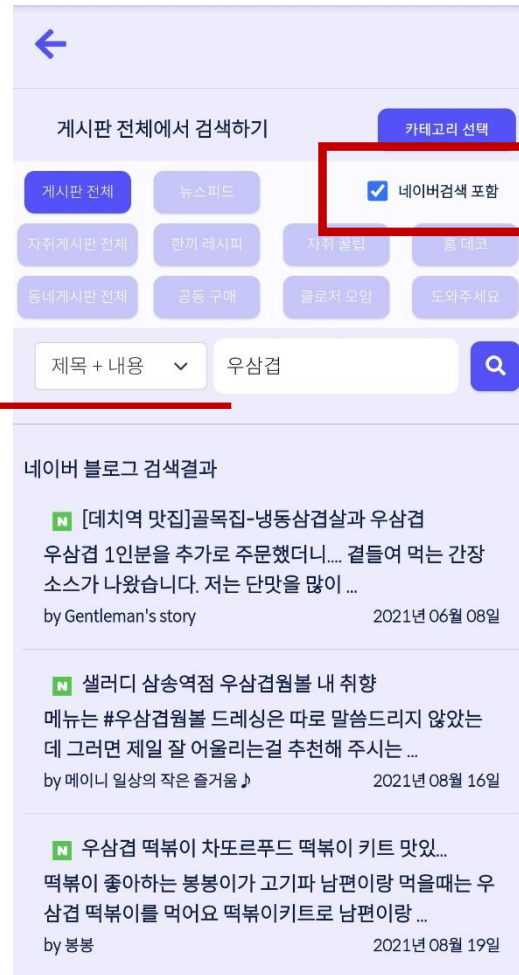 게시판 전체에서 검색하기
카테고리 선택
게시판 전체
뉴스피드
네이버검색 포함
자취게시판 전체
한끼 레시피
자취 꿀팁
홈 데코
동네게시판 전체
공동 구매
클로저 모임
도와주세요
제목 + 내용
우삼겹
네이버 블로그 검색결과
N [데치역 맛집]골목집-냉동삼겹살과 우삼겹
우삼겹 1인분을 추가로 주문했더니.... 곁들여 먹는 간장
소스가 나왔습니다. 저는 단맛을 많이 ...
by Gentleman's story 2021년 06월 08일
N 샐러디 삼송역점 우삼겹웜볼 내 취향
메뉴는 #우삼겹웜볼 드레싱은 따로 말씀드리지 않았는
데 그러면 제일 잘 어울리는걸 추천해 주시는 ...
by 메이니 일상의 작은 즐거움♪ 2021년 08월 16일
N 우삼겹 떡볶이 차또르푸드 떡볶이 키트 맛있...
떡볶이 좋아하는 봉봉이가 고기파 남편이랑 먹을때는 우
삼겹 떡볶이를 먹어요 떡볶이키트로 남편이랑 ...
by 봉봉 2021년 08월 19일